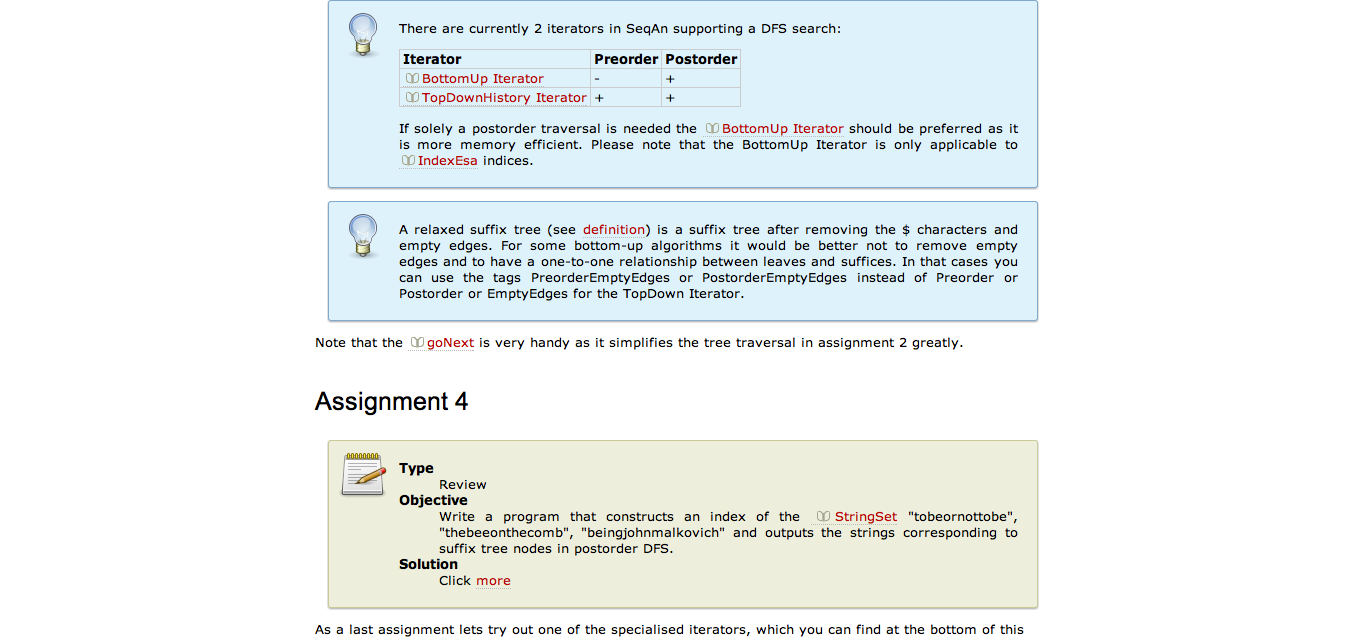 There are currently 2 iterators in SeqAn supporting a DFS search:
Iterator Preorder Postorder
BottomUp Iterator - +
TopDownHistory Iterator + +
If solely a postorder traversal is needed the BottomUp Iterator should be preferred as it
is more memory efficient. Please note that the BottomUp Iterator is only applicable to
IndexEsa indices.
A relaxed suffix tree (see definition) is a suffix tree after removing the $ characters and
empty edges. For some bottom-up algorithms it would be better not to remove empty
edges and to have a one-to-one relationship between leaves and suffices. In that cases you
can use the tags PreorderEmptyEdges or PostorderEmptyEdges instead of Preorder or
Postorder or EmptyEdges for the TopDown Iterator.
Note that the goNext is very handy as it simplifies the tree traversal in assignment 2 greatly.
Assignment 4
Type
Review
Objective
Write a program that constructs an index of the StringSet "tobeornottobe",
"thebeeonthecomb", "beingjohnmalkovich" and outputs the strings corresponding to
suffix tree nodes in postorder DFS.
Solution
Click more
As a last assignment lets try out one of the specialised iterators, which you can find at the bottom of this